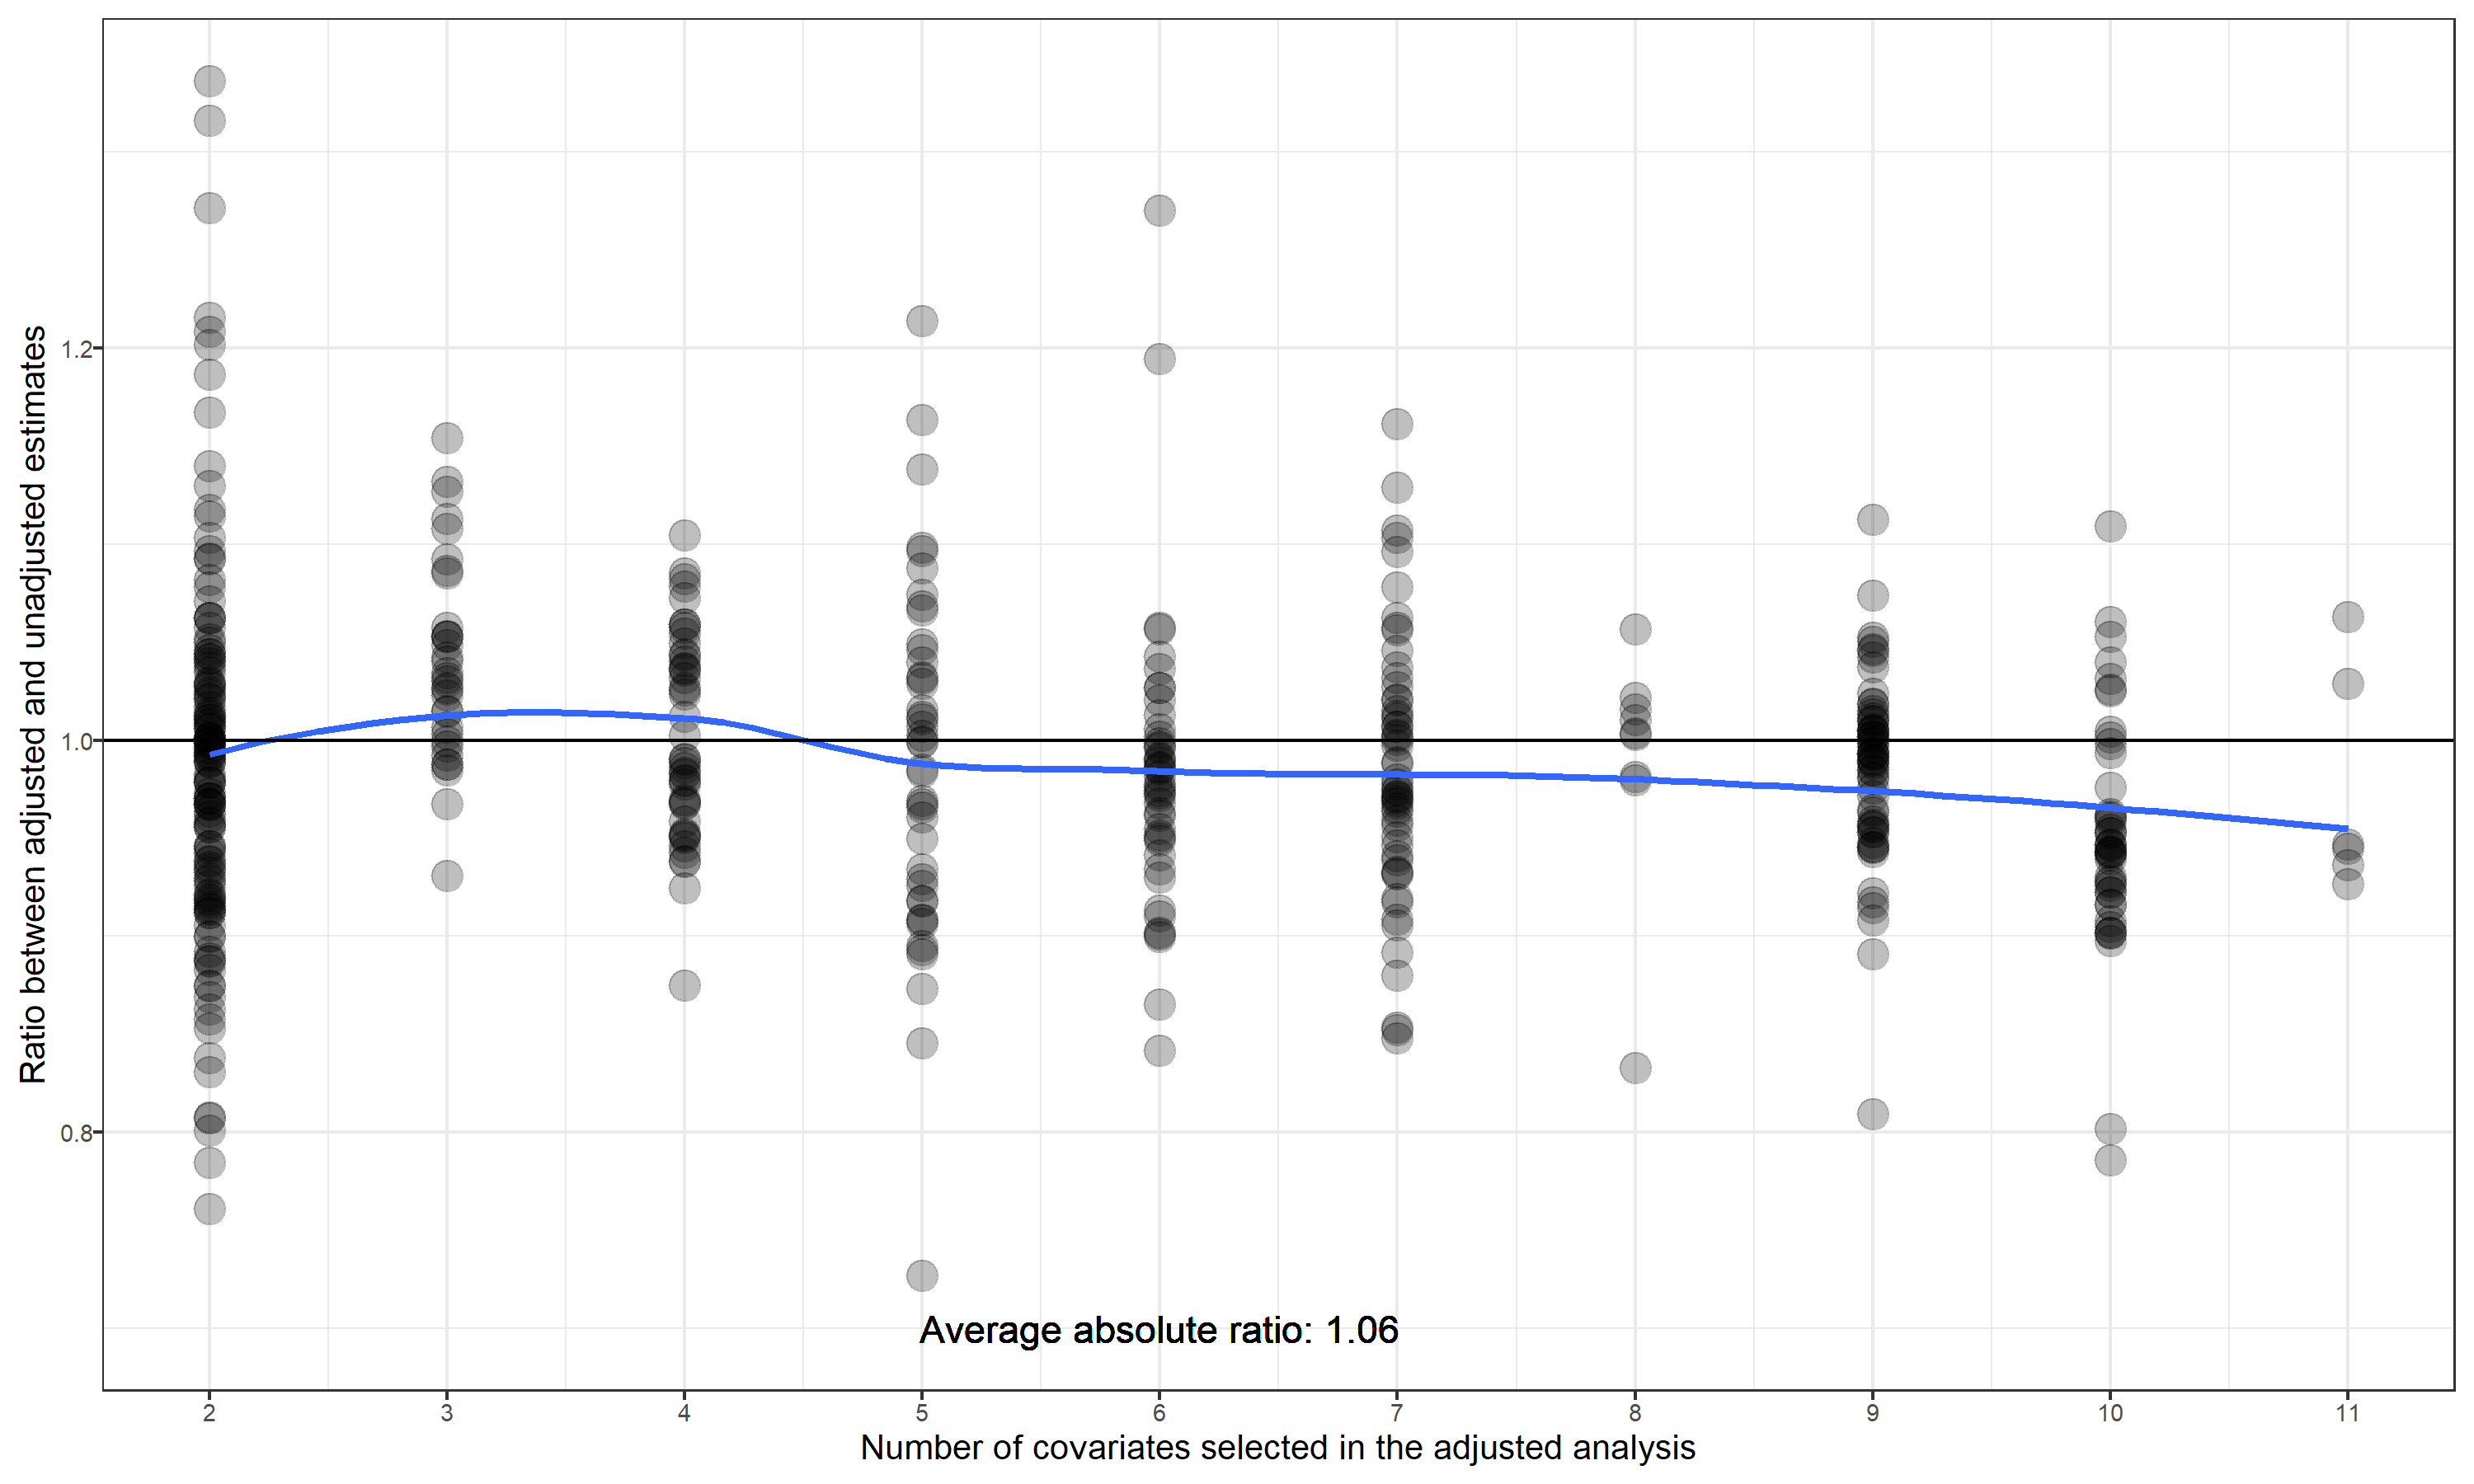 Ratio between adjusted and unadjusted estimates
1.2
1.0
0.8
Average absolute ratio: 1.06
2 3 4 5 6 7 8 9 10 11
Number of covariates selected in the adjusted analysis